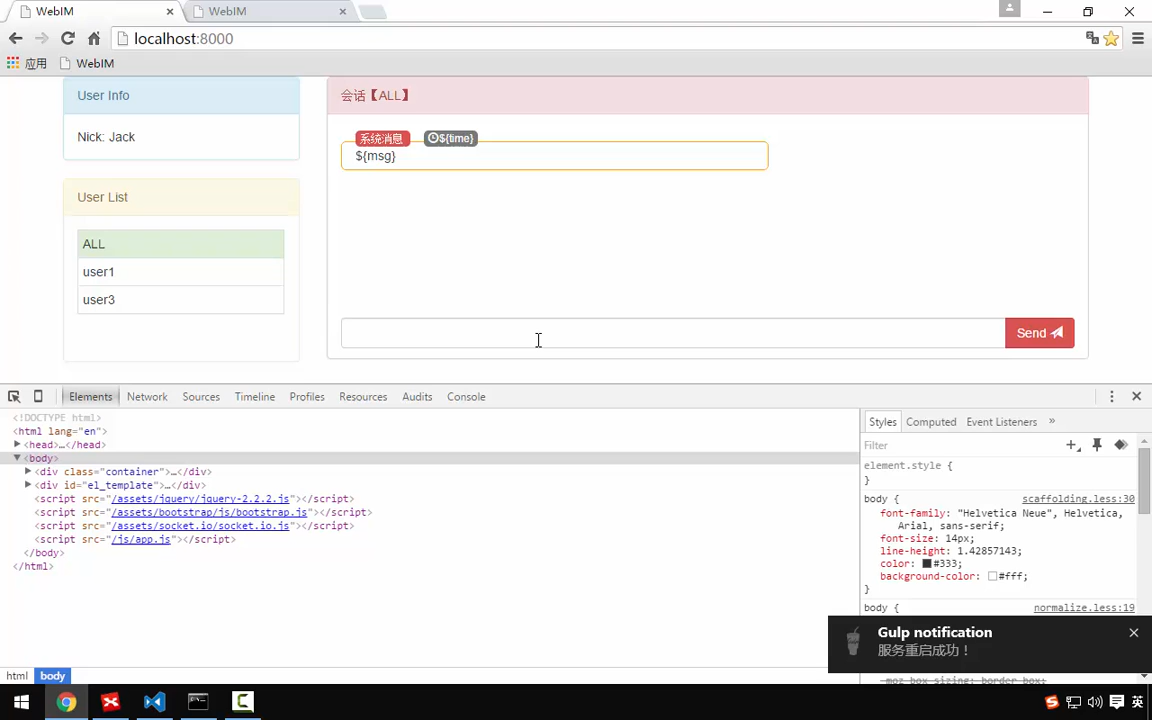 WebIM
WebIM
localhost:8000
应用
WebIM
User Info
Nick: Jack
User List
ALL
user1
user3
会话【ALL】
系统消息
${time}
${msg}
Send
Elements Network Sources Timeline Profiles Resources Audits Console
<!DOCTYPE html>
<html lang="en">
<head>…</head>
<body>
<div class="container">…</div>
<div id="el_template">…</div>
<script src="/assets/jquery/jquery-2.2.2.js"></script>
<script src="/assets/bootstrap/js/bootstrap.js"></script>
<script src="/assets/socket.io/socket.io.js"></script>
<script src="/js/app.js"></script>
</body>
</html>
Styles Computed Event Listeners »
Filter
element.style {
}
body { scaffolding.less:30
font-family: "Helvetica Neue", Helvetica,
Arial, sans-serif;
font-size: 14px;
line-height: 1.42857143;
color: #333;
background-color: #fff;
}
body { normalize.less:19
Gulp notification
服务重启成功！
-moz-box-sizing: border-box;
html body
英